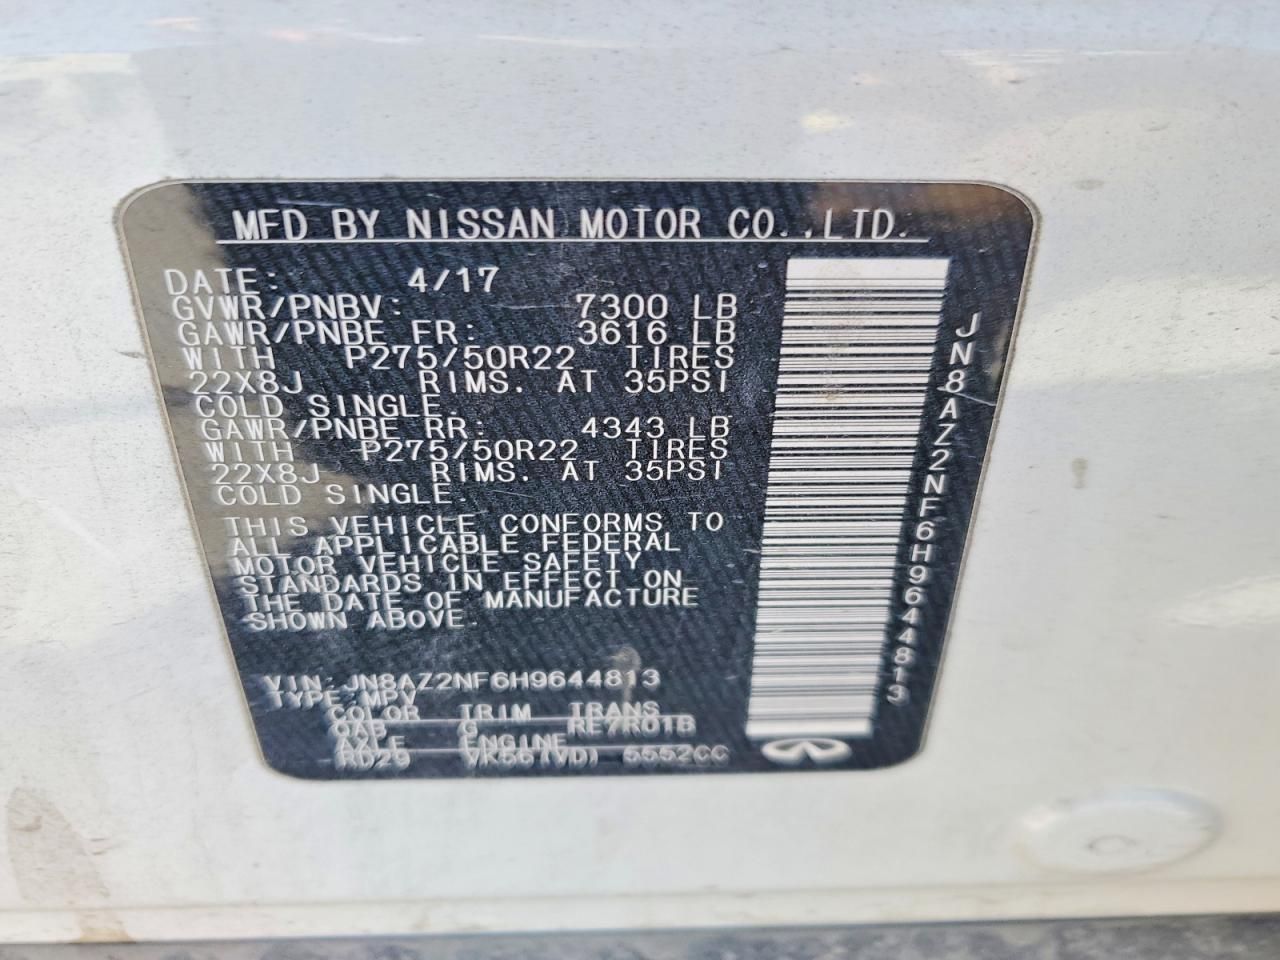 MFD BY NISSAN MOTOR CO.,LTD.
DATE: 4/17
GVWR/PNBV: 7300 LB
GAWR/PNBE FR: 3616 LB
WITH P275/50R22 TIRES
22X8J RIMS. AT 35PSI
COLD SINGLE.
GAWR/PNBE RR: 4343 LB
WITH P275/50R22 TIRES
22X8J RIMS. AT 35PSI
COLD SINGLE.
THIS VEHICLE CONFORMS TO
ALL APPLICABLE FEDERAL
MOTOR VEHICLE SAFETY
STANDARDS IN EFFECT ON
THE DATE OF MANUFACTURE
SHOWN ABOVE.
VIN:JN8AZ2NF6H9644813
TYPE:MPV
COLOR TRIM TRANS
QAB G RE7R01B
AXLE ENGINE
RD29 VK56(VD) 5552CC
JN8AZ2NF6H9644813